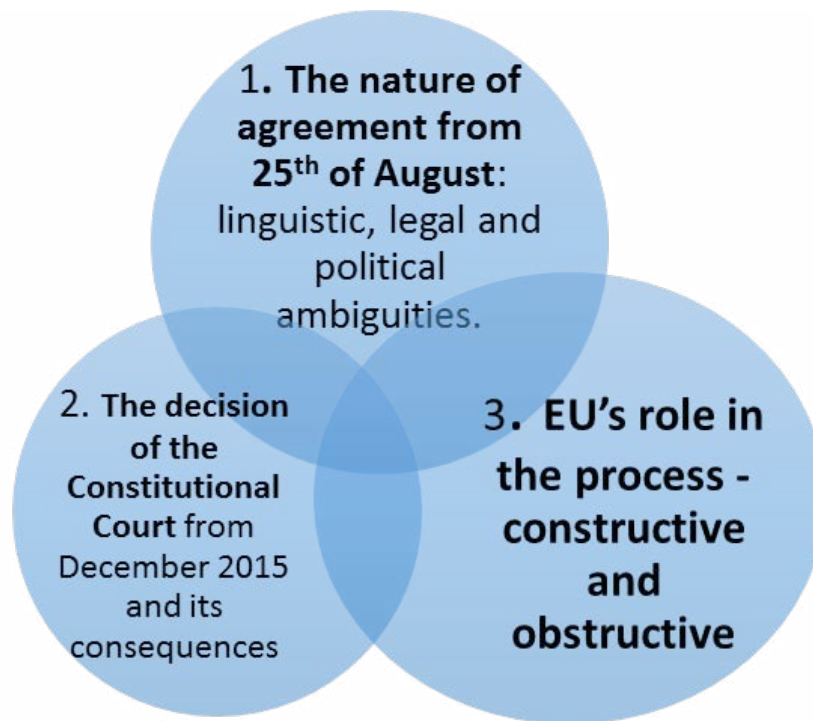 1. The nature of
agreement from
25th of August:
linguistic, legal and
political
ambiguities.
2. The decision
of the
Constitutional
Court from
December 2015
and its
consequences
3. EU’s role in
the process -
constructive
and
obstructive